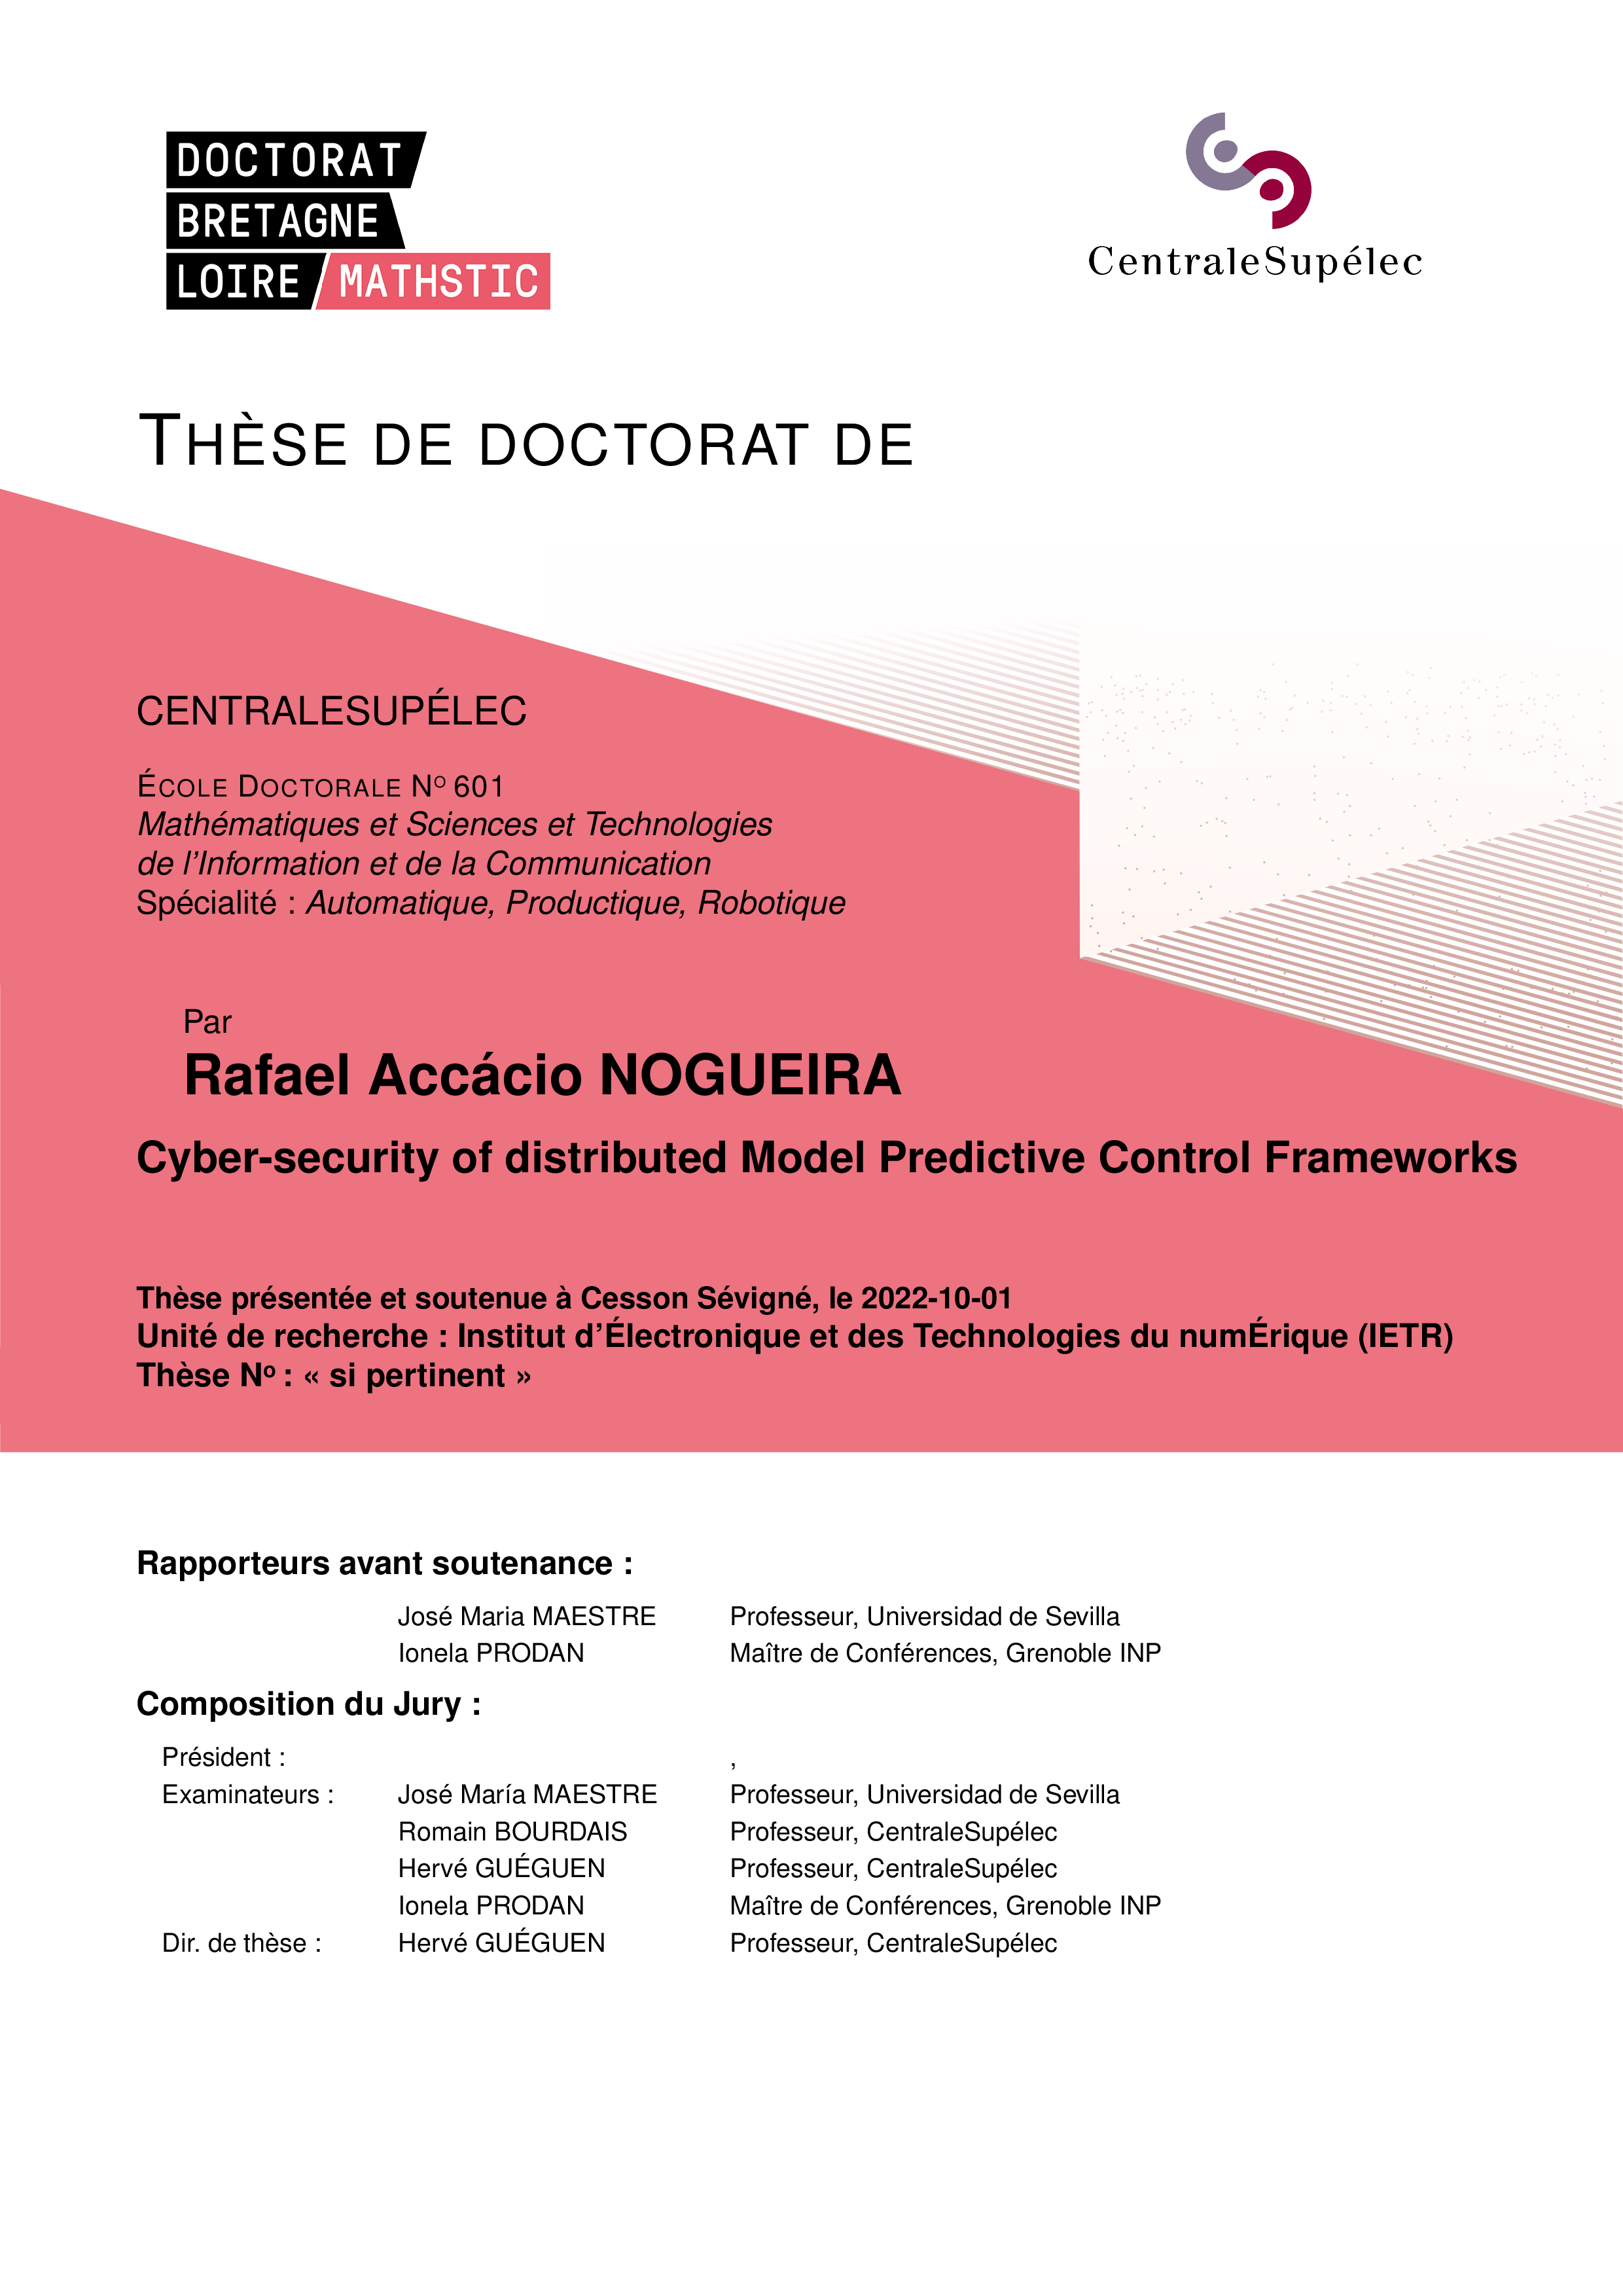 DOCTORAT
BRETAGNE
LOIRE / MATHSTIC
CentraleSupélec
THÈSE DE DOCTORAT DE
CENTRALESUPÉLEC
ÉCOLE DOCTORALE Nº 601
Mathématiques et Sciences et Technologies
de l'Information et de la Communication
Spécialité : Automatique, Productique, Robotique
Par
Rafael Accácio NOGUEIRA
Cyber-security of distributed Model Predictive Control Frameworks
Thèse présentée et soutenue à Cesson Sévigné, le 2022-10-01
Unité de recherche : Institut d'Électronique et des Technologies du numÉrique (IETR)
Thèse Nº : « si pertinent »
Rapporteurs avant soutenance :
José Maria MAESTRE Professeur, Universidad de Sevilla
Ionela PRODAN Maître de Conférences, Grenoble INP
Composition du Jury :
Président : ,
Examinateurs : José María MAESTRE Professeur, Universidad de Sevilla
Romain BOURDAIS Professeur, CentraleSupélec
Hervé GUÉGUEN Professeur, CentraleSupélec
Ionela PRODAN Maître de Conférences, Grenoble INP
Dir. de thèse : Hervé GUÉGUEN Professeur, CentraleSupélec